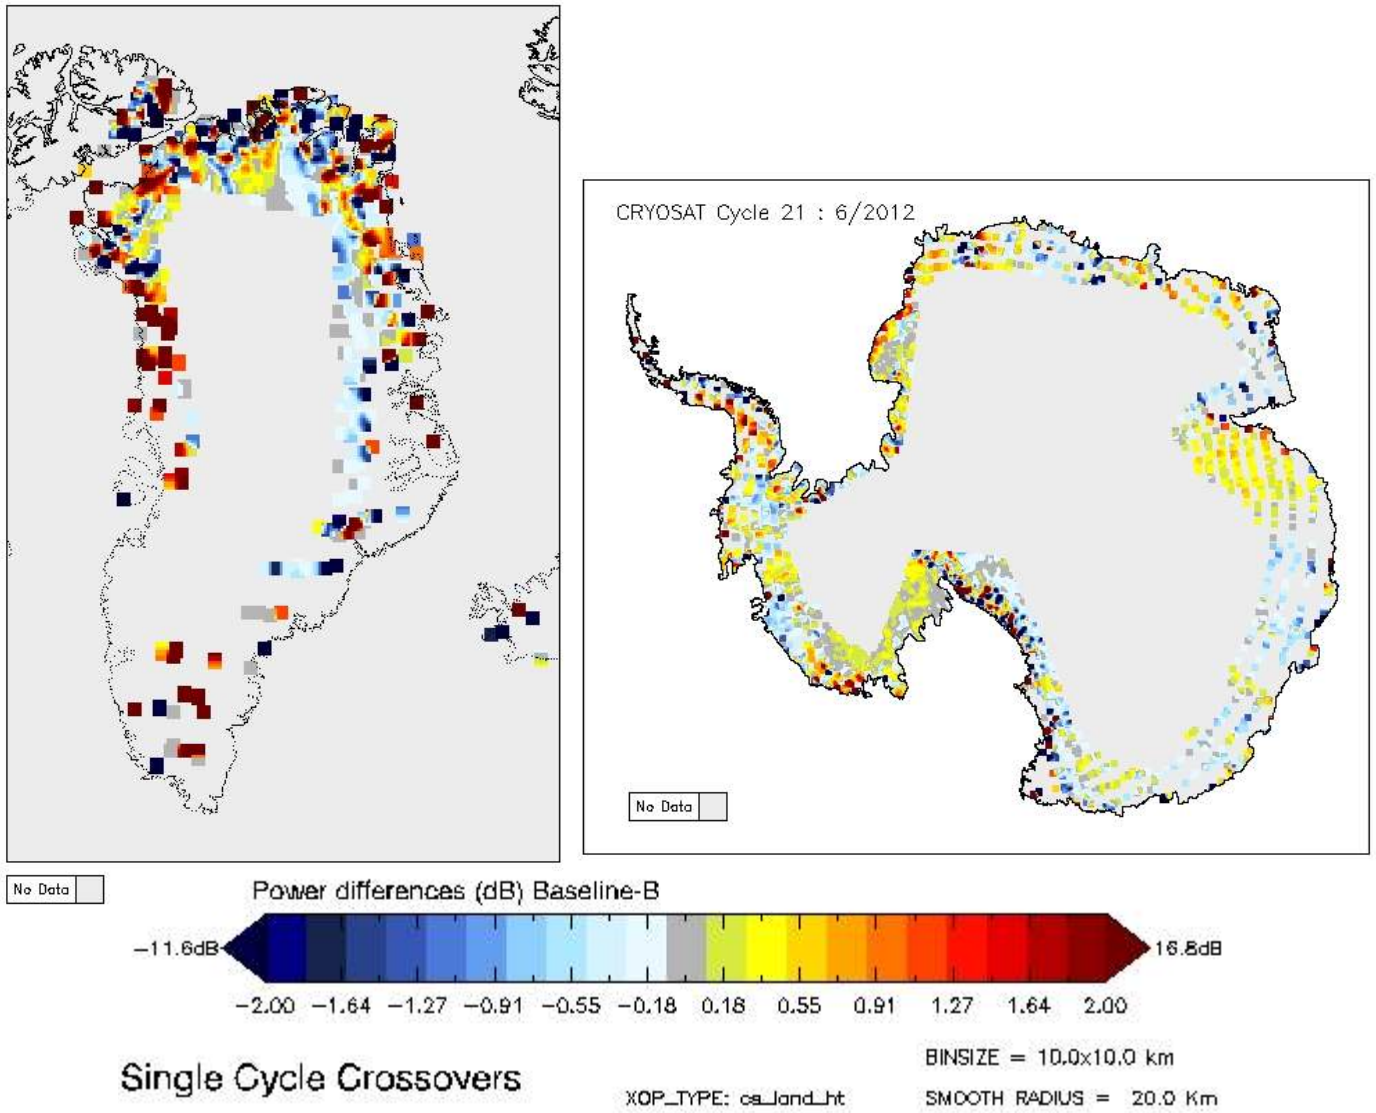 CRYOSAT Cycle 21 : 6/2012
No Data
No Data
Power differences (dB) Baseline-B
-11.6dB
16.8dB
-2.00 -1.64 -1.27 -0.91 -0.55 -0.18 0.18 0.55 0.91 1.27 1.64 2.00
Single Cycle Crossovers
XOP_TYPE: cs_land_ht
BINSIZE = 10.0x10.0 km
SMOOTH RADIUS = 20.0 Km